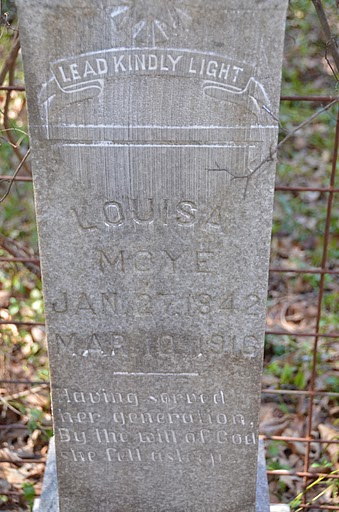 LEAD KINDLY LIGHT
LOUISA
MOYE
JAN. 27, 1842
MAR. 10, 1916
Having served
her generation,
By the will of God
she fell asleep.